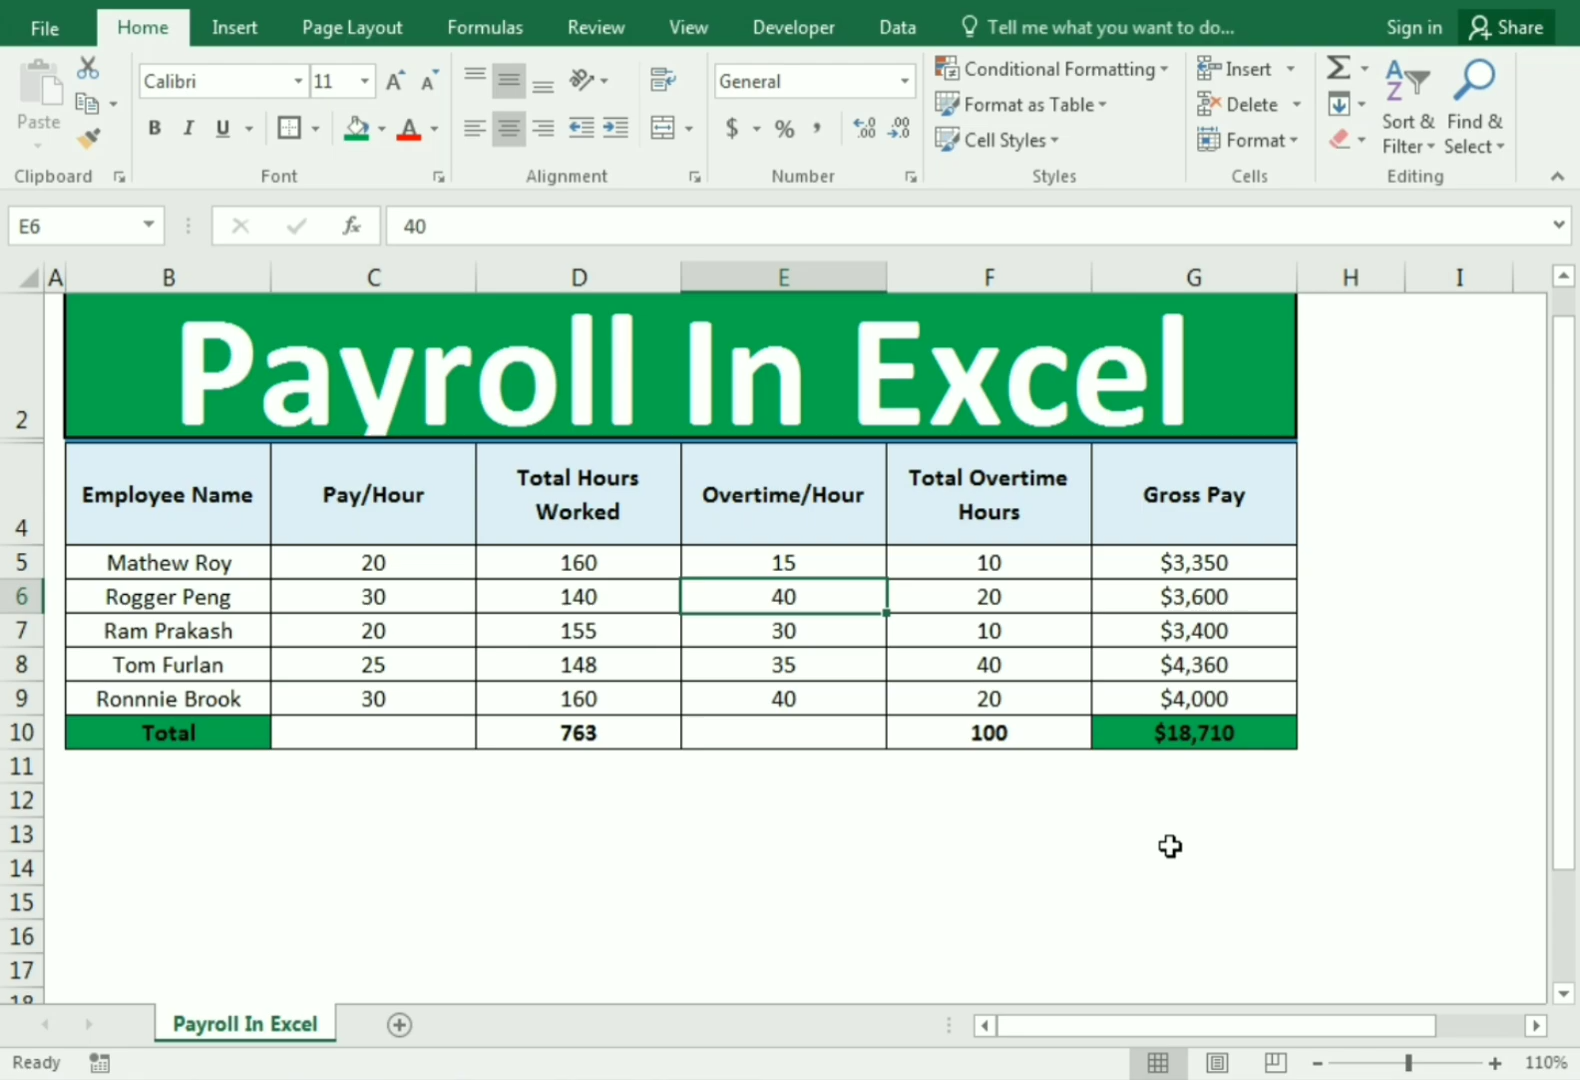 File Home Insert Page Layout Formulas Review View Developer Data Tell me what you want to do... Sign in Share
Paste
Clipboard
Calibri 11
B I U
Font
Alignment
General
$ % ,
Number
Conditional Formatting
Format as Table
Cell Styles
Styles
Insert
Delete
Format
Cells
Sort & Filter
Find & Select
Editing
E6 fx 40
A B C D E F G H I
2 Payroll In Excel
4 Employee Name Pay/Hour Total Hours Worked Overtime/Hour Total Overtime Hours Gross Pay
5 Mathew Roy 20 160 15 10 $3,350
6 Rogger Peng 30 140 40 20 $3,600
7 Ram Prakash 20 155 30 10 $3,400
8 Tom Furlan 25 148 35 40 $4,360
9 Ronnnie Brook 30 160 40 20 $4,000
10 Total 763 100 $18,710
11
12
13
14
15
16
17
18
Payroll In Excel
Ready 110%